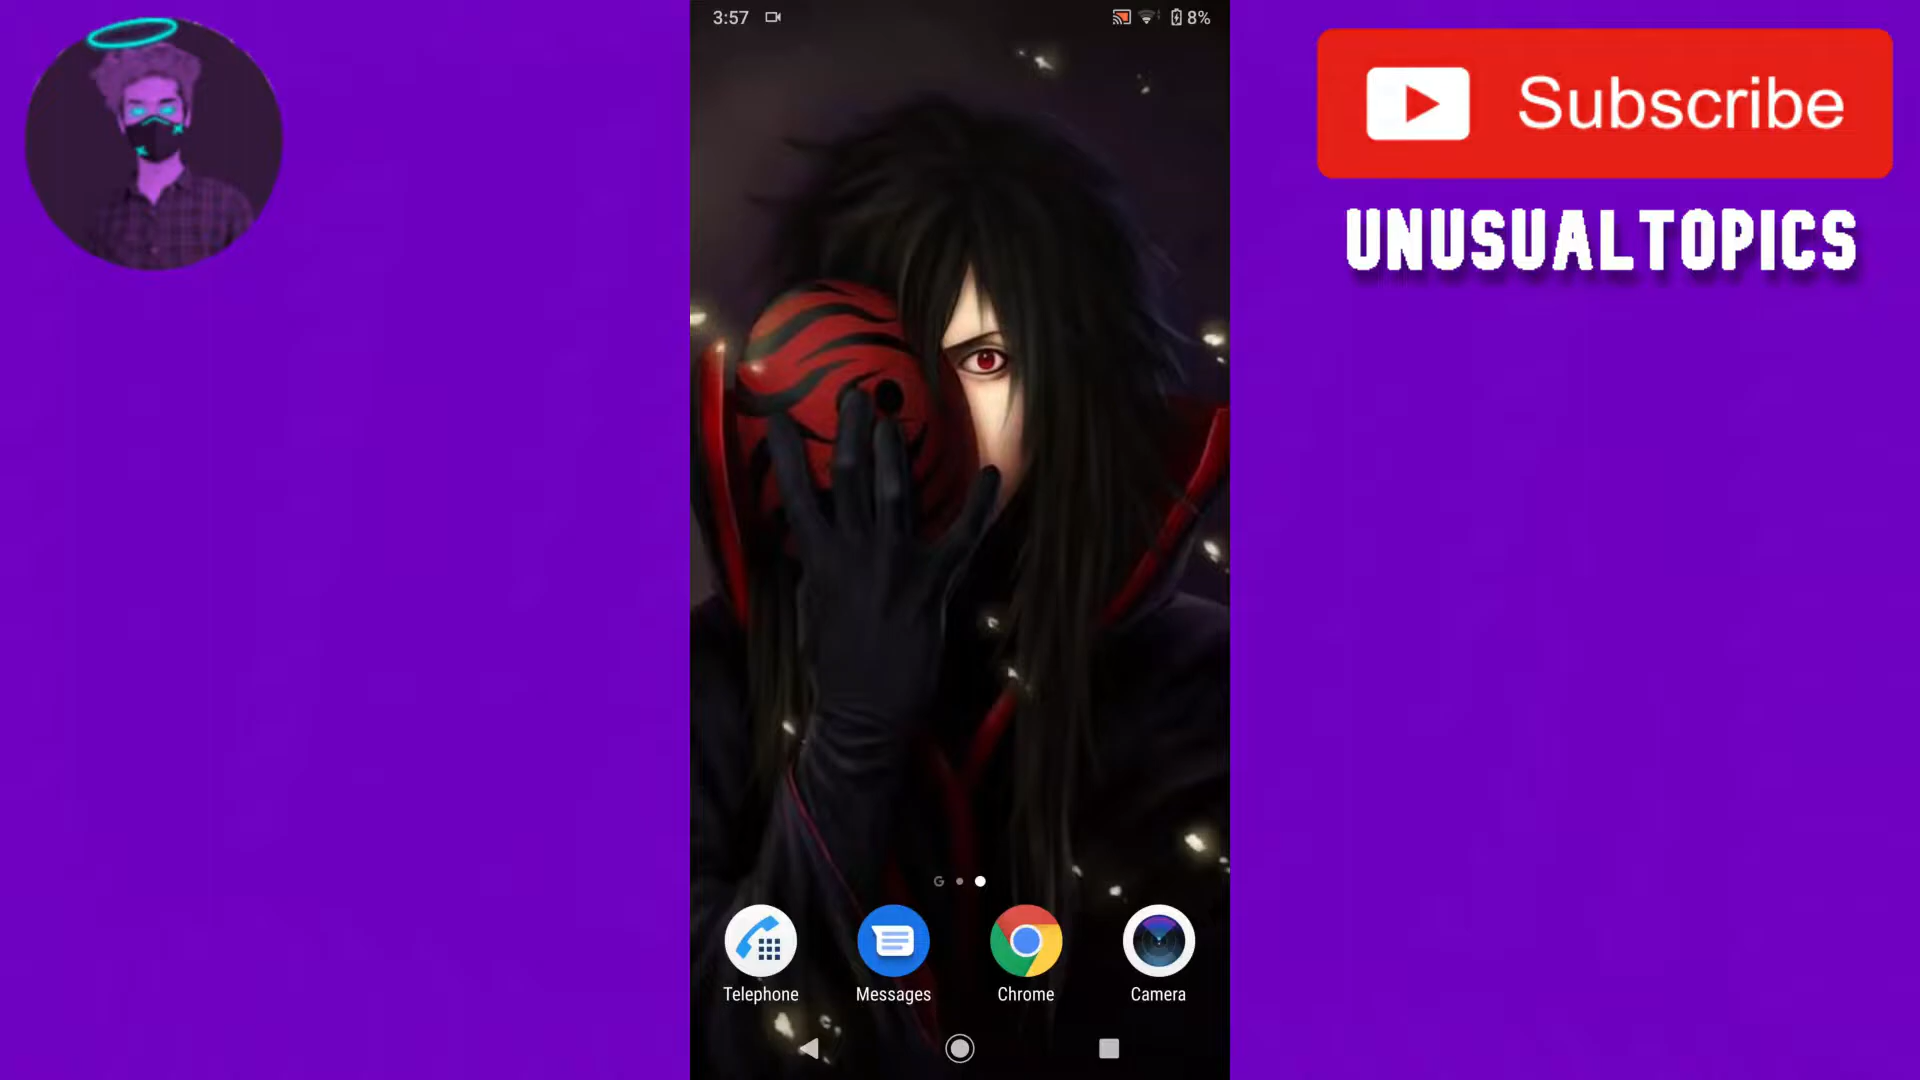 3:57
8%
Subscribe
UNUSUALTOPICS
G
Telephone
Messages
Chrome
Camera